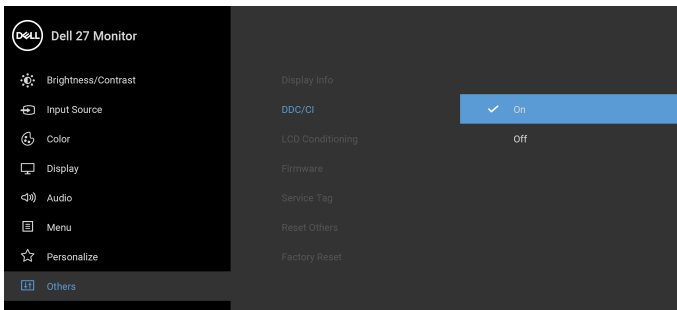 DELL
Dell 27 Monitor
Brightness/Contrast
Input Source
Color
Display
Audio
Menu
Personalize
Others
Display Info
DDC/CI
LCD Conditioning
Firmware
Service Tag
Reset Others
Factory Reset
On
Off